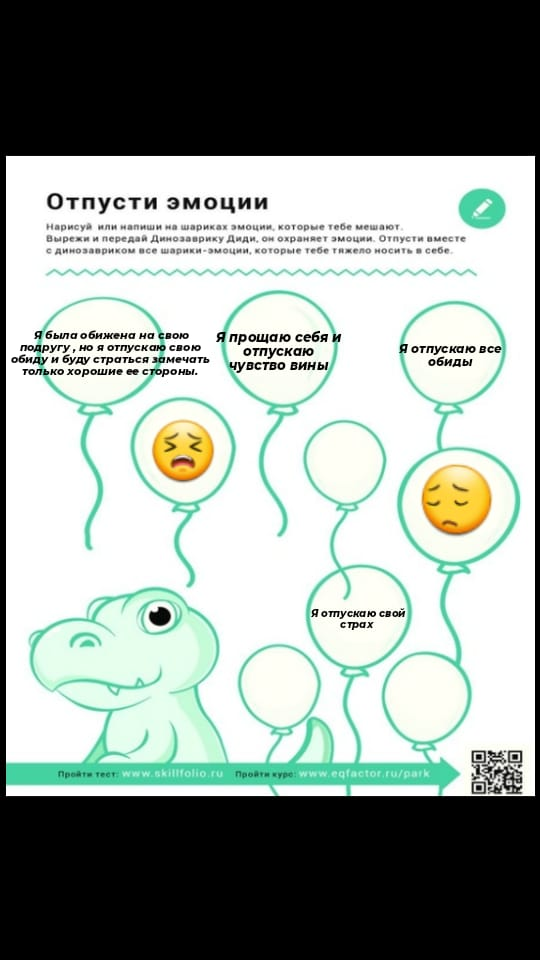 Отпусти эмоции
Нарисуй или напиши на шариках эмоции, которые тебе мешают.
Вырежи и передай Динозаврику Диди, он охраняет эмоции. Отпусти вместе
с динозавриком все шарики-эмоции, которые тебе тяжело носить в себе.
Я была обижена на свою
подругу , но я отпускаю свою
обиду и буду страться замечать
только хорошие ее стороны.
Я прощаю себя и
отпускаю
чувство вины
Я отпускаю все
обиды
Я отпускаю свой
страх
Пройти тест: www.skillfolio.ru Пройти курс: www.eqfactor.ru/park